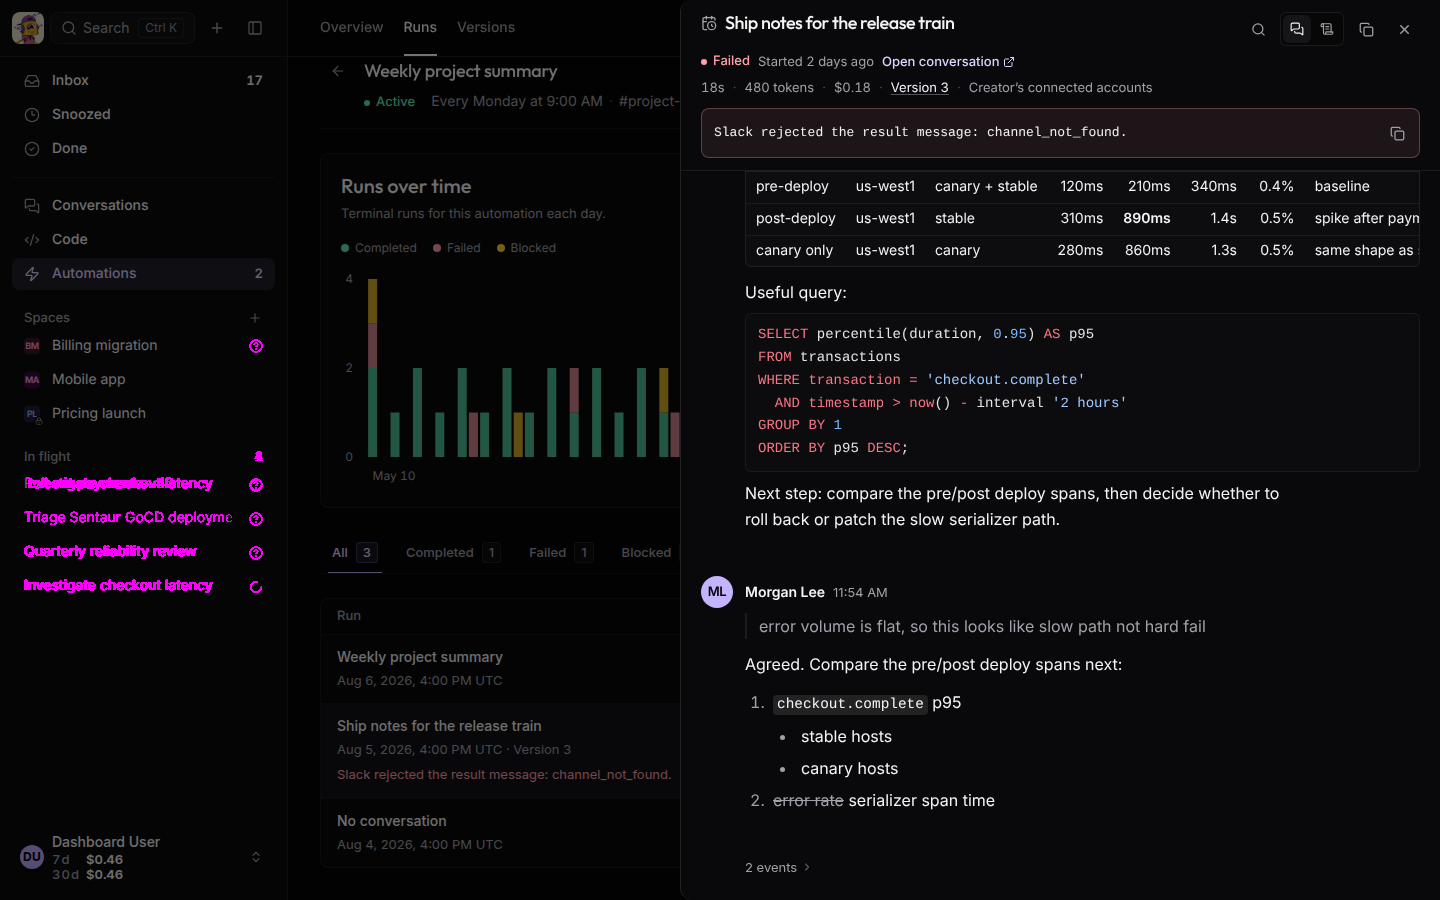 Search Ctrl K
Inbox 17
Snoozed
Done
Conversations
Code
Automations 2
Spaces
BM Billing migration
MA Mobile app
PL Pricing launch
In flight
Triage Sentaur GoCD deployme
Quarterly reliability review
Investigate checkout latency
DU Dashboard User
7d $0.46
30d $0.46
Overview Runs Versions
Weekly project summary
Active Every Monday at 9:00 AM · #project-
Runs over time
Terminal runs for this automation each day.
Completed Failed Blocked
4
2
0
May 10
All 3 Completed 1 Failed 1 Blocked
Run
Weekly project summary
Aug 6, 2026, 4:00 PM UTC
Ship notes for the release train
Aug 5, 2026, 4:00 PM UTC · Version 3
Slack rejected the result message: channel_not_found.
No conversation
Aug 4, 2026, 4:00 PM UTC
Ship notes for the release train
Failed Started 2 days ago Open conversation
18s · 480 tokens · $0.18 · Version 3 · Creator's connected accounts
Slack rejected the result message: channel_not_found.
pre-deploy us-west1 canary + stable 120ms 210ms 340ms 0.4% baseline
post-deploy us-west1 stable 310ms 890ms 1.4s 0.5% spike after paym
canary only us-west1 canary 280ms 860ms 1.3s 0.5% same shape as
Useful query:
SELECT percentile(duration, 0.95) AS p95
FROM transactions
WHERE transaction = 'checkout.complete'
AND timestamp > now() - interval '2 hours'
GROUP BY 1
ORDER BY p95 DESC;
Next step: compare the pre/post deploy spans, then decide whether to
roll back or patch the slow serializer path.
ML Morgan Lee 11:54 AM
error volume is flat, so this looks like slow path not hard fail
Agreed. Compare the pre/post deploy spans next:
1. checkout.complete p95
• stable hosts
• canary hosts
2. error rate serializer span time
2 events